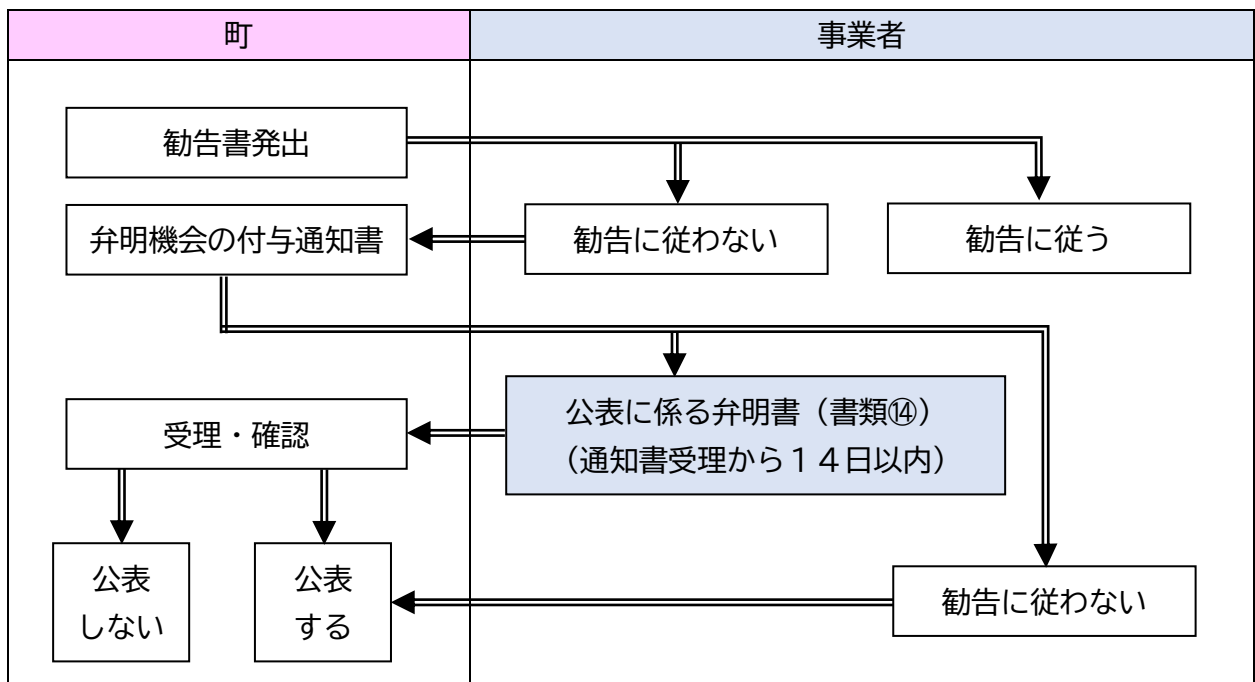 町
事業者
勧告書発出
弁明機会の付与通知書
勧告に従わない
勧告に従う
公表に係る弁明書（書類⑭）
（通知書受理から１４日以内）
受理・確認
公表
しない
公表
する
勧告に従わない